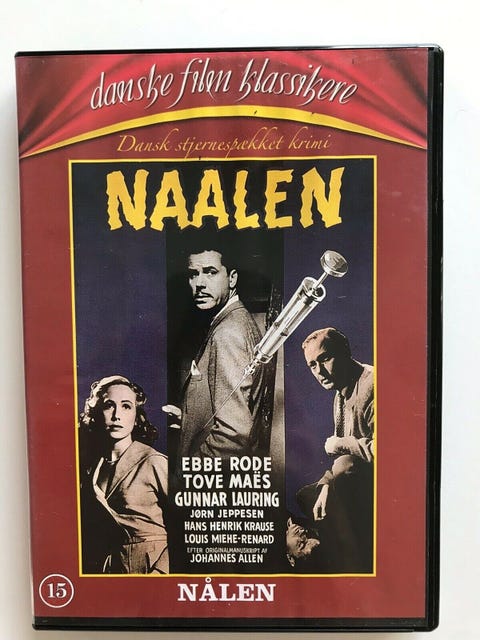 danske film klassikere
Dansk stjernespækket krimi
NAALEN
EBBE RODE
TOVE MAËS
GUNNAR LAURING
JØRN JEPPESEN
HANS HENRIK KRAUSE
LOUIS MIEHE-RENARD
EFTER ORIGINALMANUSKRIPT AF
JOHANNES ALLEN
15
NÅLEN